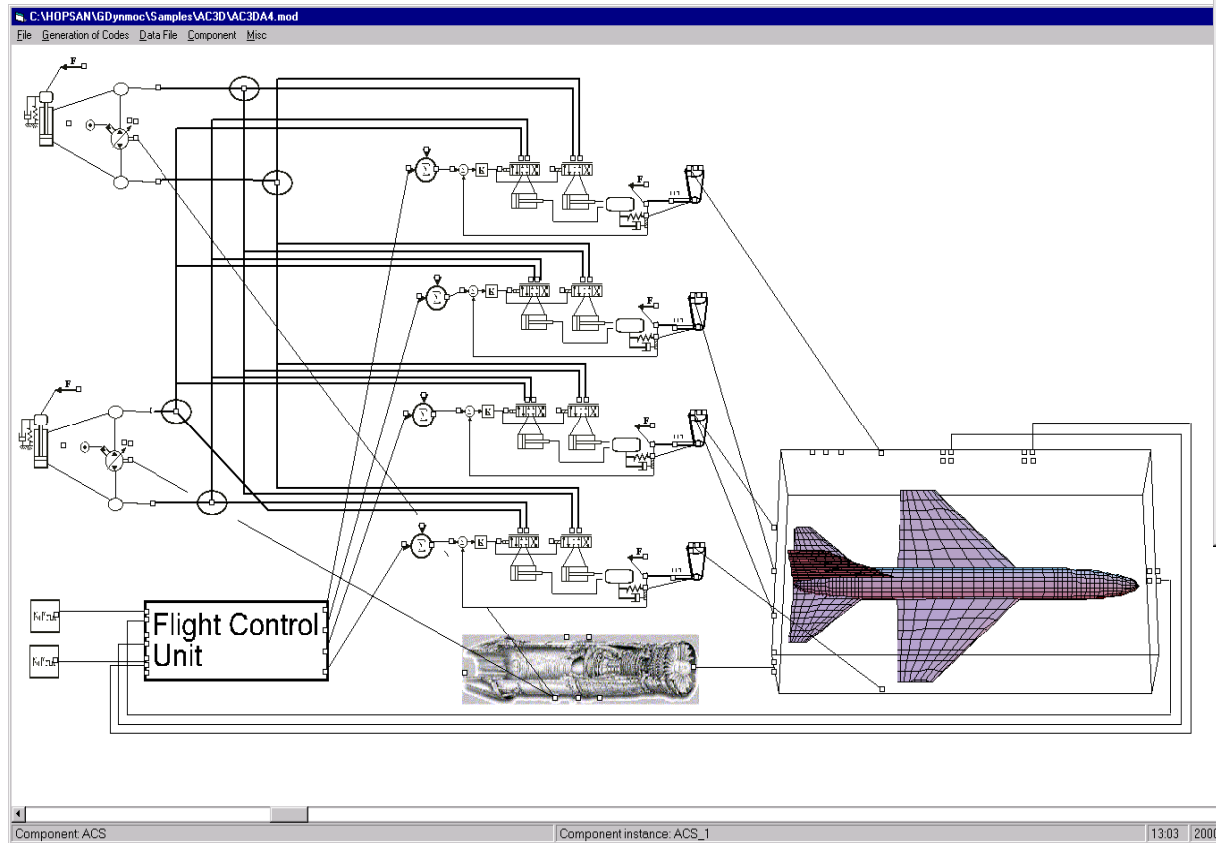 C:\HOPSAN\GDynmoc\Samples\AC3D\AC3DA4.mod
File Generation of Codes Data File Component Misc
F
F
Σ
Σ
K
F
Σ
Σ
K
F
Σ
Σ
K
F
Σ
Σ
K
F
Flight Control
Unit
Component: ACS
Component instance: ACS_1
13:03
2000